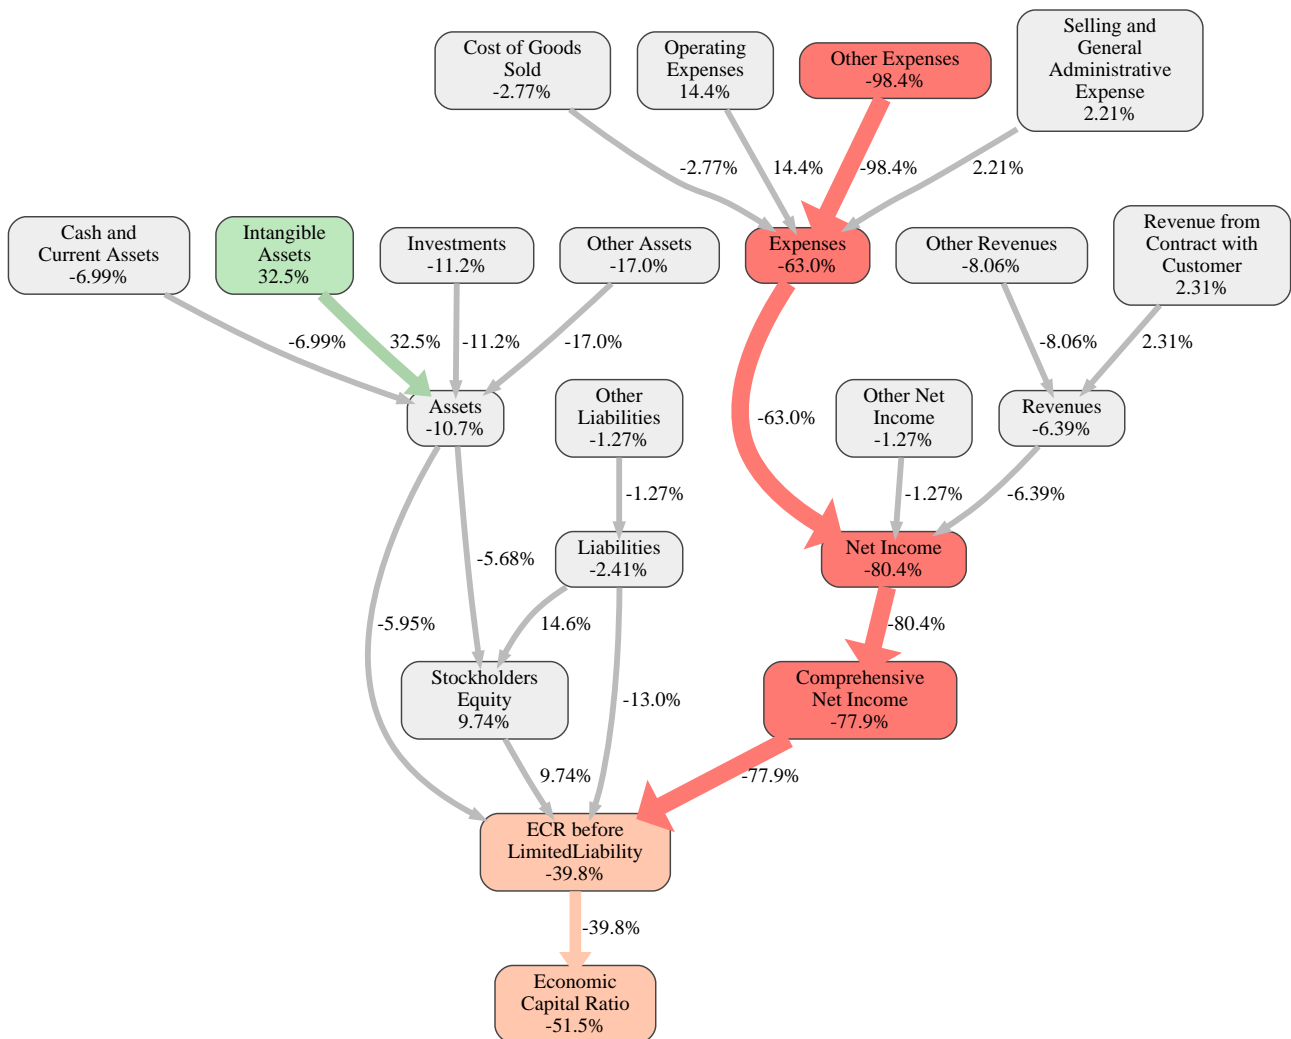 Cost of Goods
Sold
-2.77%
Operating
Expenses
14.4%
Other Expenses
-98.4%
Selling and
General
Administrative
Expense
2.21%
-2.77%
14.4%
-98.4%
2.21%
Cash and
Current Assets
-6.99%
Intangible
Assets
32.5%
Investments
-11.2%
Other Assets
-17.0%
Expenses
-63.0%
Other Revenues
-8.06%
Revenue from
Contract with
Customer
2.31%
-6.99%
32.5%
-11.2%
-17.0%
-8.06%
2.31%
Assets
-10.7%
Other
Liabilities
-1.27%
-63.0%
Other Net
Income
-1.27%
Revenues
-6.39%
-1.27%
-1.27%
-6.39%
-5.68%
Liabilities
-2.41%
Net Income
-80.4%
-5.95%
14.6%
-80.4%
Stockholders
Equity
9.74%
-13.0%
Comprehensive
Net Income
-77.9%
9.74%
-77.9%
ECR before
LimitedLiability
-39.8%
-39.8%
Economic
Capital Ratio
-51.5%